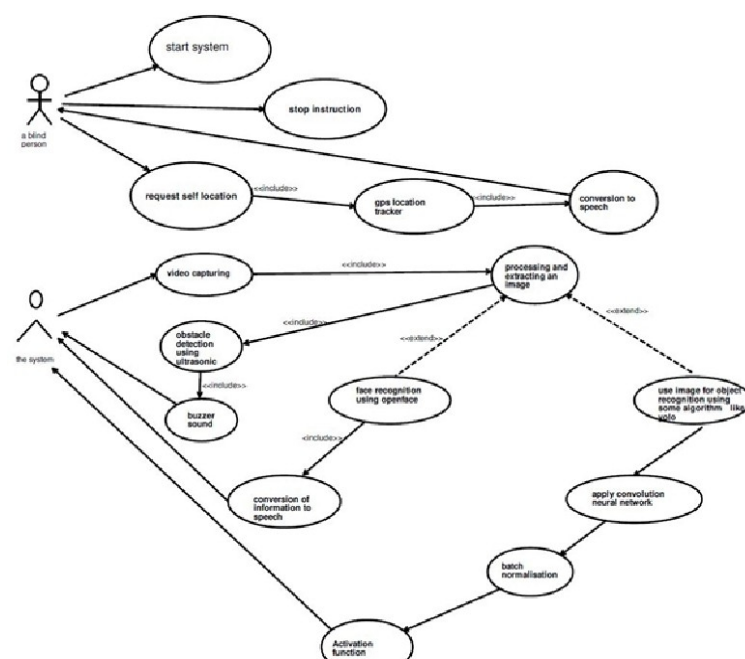 start system
stop instruction
a blind
person
request self location
<<include>>
gps location
tracker
<<include>>
conversion to
speech
video capturing
<<include>>
processing and
extracting an
image
the system
obstacle
detection
using
ultrasonic
<<include>>
<<extend>>
<<extend>>
<<include>>
buzzer
sound
face recognition
using openface
use image for object
recognition using
some algorithm like
yolo
<include>>
conversion of
information to
speech
apply convolution
neural network
batch
normalisation
Activation
function